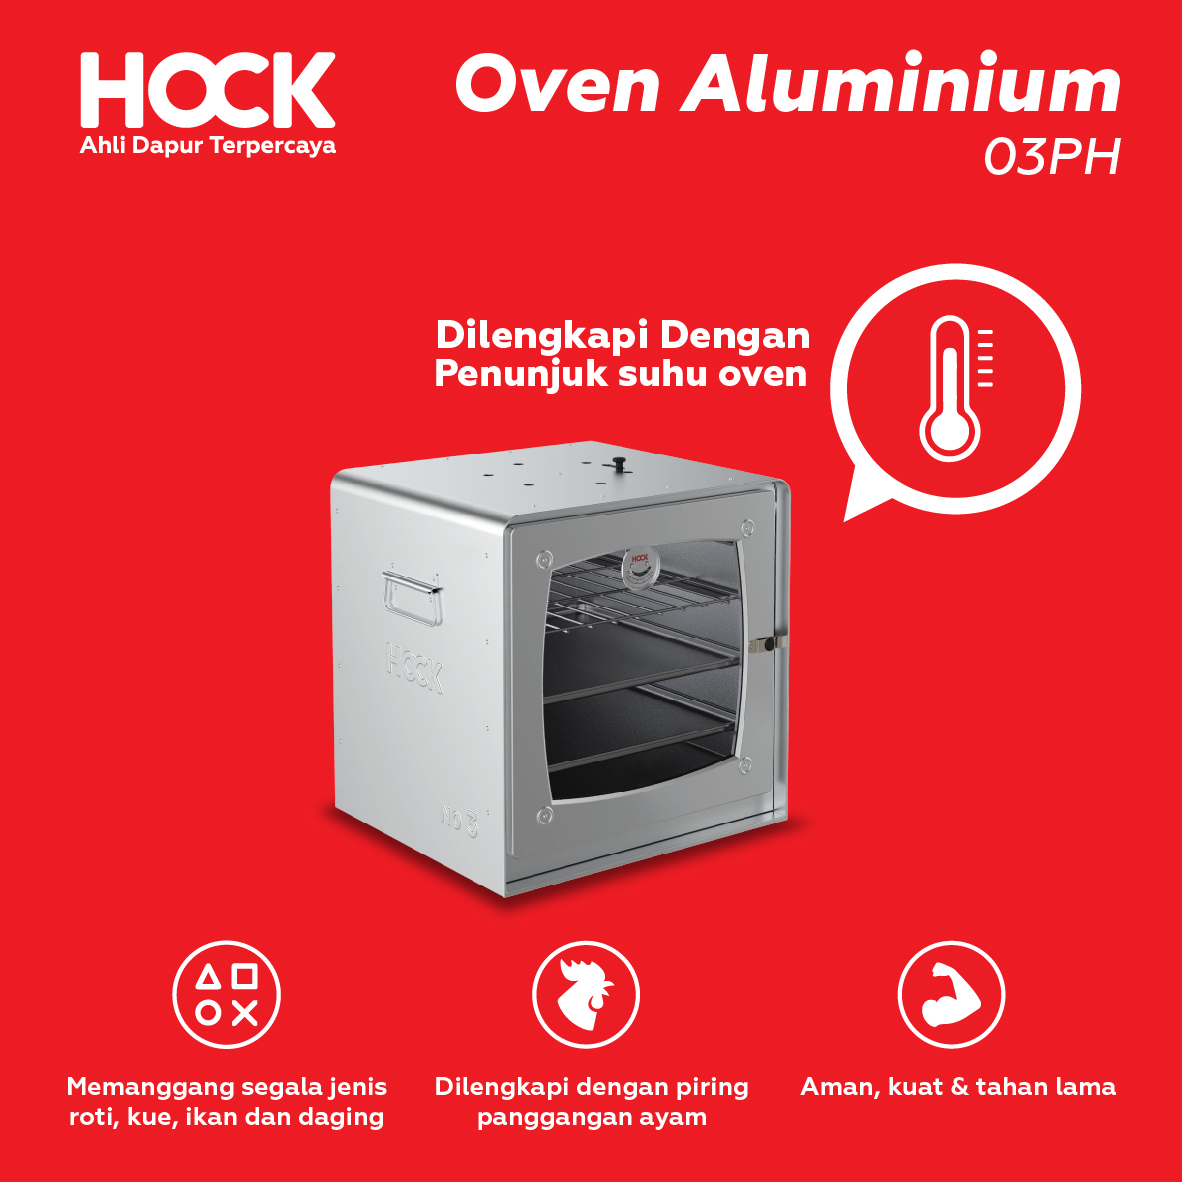 HOCK
Ahli Dapur Terpercaya
Oven Aluminium
03PH
Dilengkapi Dengan
Penunjuk suhu oven
HOCK
HOCK
NO 3
Memanggang segala jenis
roti, kue, ikan dan daging
Dilengkapi dengan piring
panggangan ayam
Aman, kuat & tahan lama